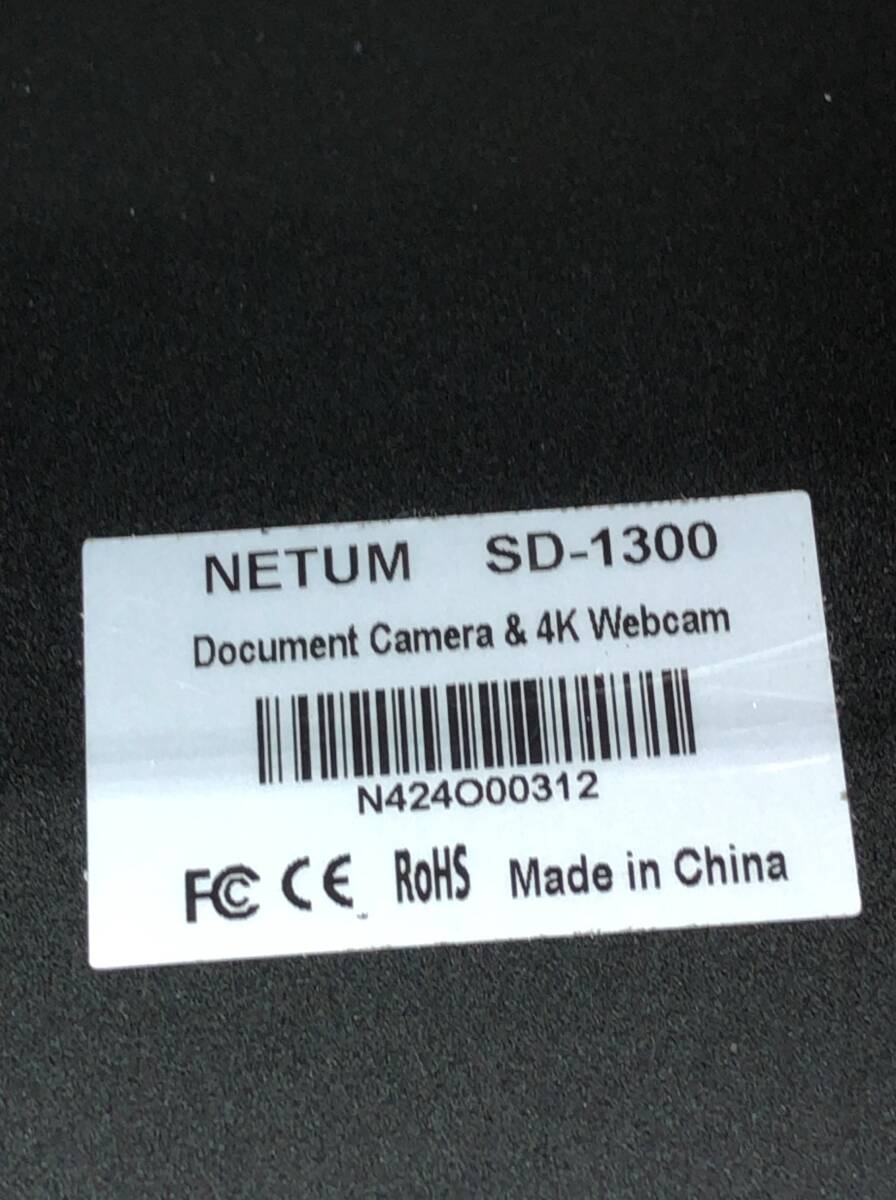 NETUM SD-1300
Document Camera & 4K Webcam
N424O00312
FC CE RoHS Made in China